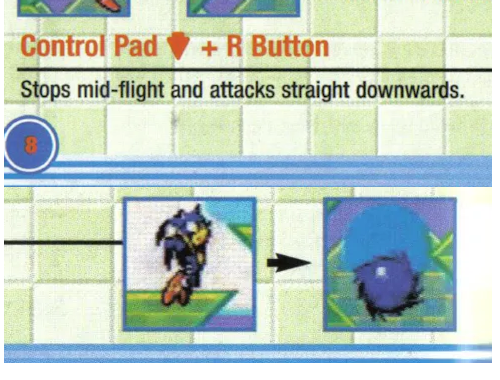 Control Pad + R Button
Stops mid-flight and attacks straight downwards.
8